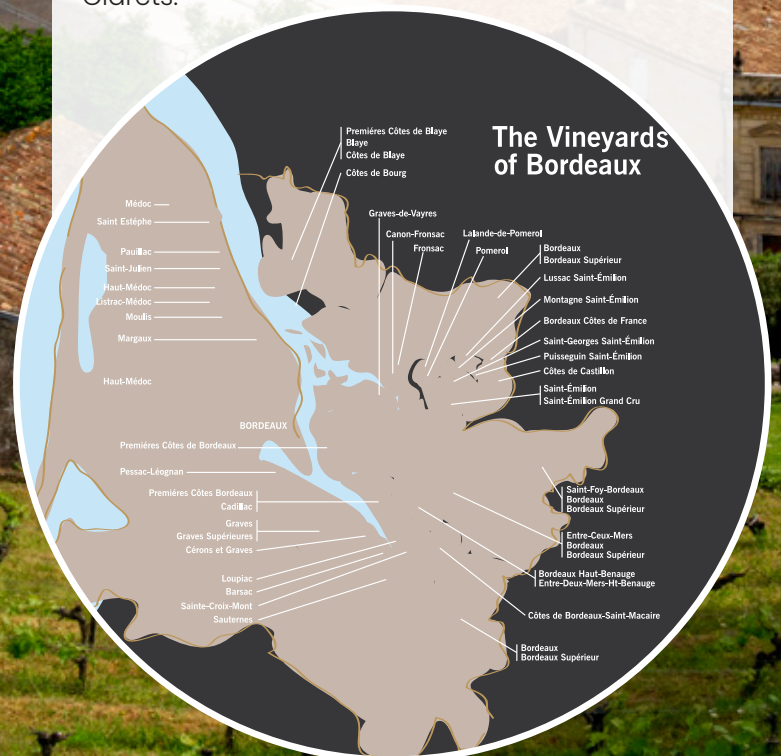 Clarets.
The Vineyards
of Bordeaux
Premiéres Côtes de Blaye
Blaye
Côtes de Blaye
Côtes de Bourg
Graves-de-Vayres
Canon-Fronsac
Fronsac
Lalande-de-Pomerol
Pomerol
Bordeaux
Bordeaux Supérieur
Lussac Saint-Émilion
Montagne Saint-Émilion
Bordeaux Côtes de France
Saint-Georges Saint-Émilion
Puisseguin Saint-Émilion
Côtes de Castillon
Saint-Émilion
Saint-Émilion Grand Cru
Médoc
Saint Estéphe
Pauillac
Saint-Julien
Haut-Médoc
Listrac-Médoc
Moulis
Margaux
Haut-Médoc
BORDEAUX
Premiéres Côtes de Bordeaux
Pessac-Léognan
Premiéres Côtes Bordeaux
Cadillac
Graves
Graves Supérieures
Cérons et Graves
Loupiac
Barsac
Sainte-Croix-Mont
Sauternes
Saint-Foy-Bordeaux
Bordeaux
Bordeaux Supérieur
Entre-Ceux-Mers
Bordeaux
Bordeaux Supérieur
Bordeaux Haut-Benauge
Entre-Deux-Mers-Ht-Benauge
Côtes de Bordeaux-Saint-Macaire
Bordeaux
Bordeaux Supérieur